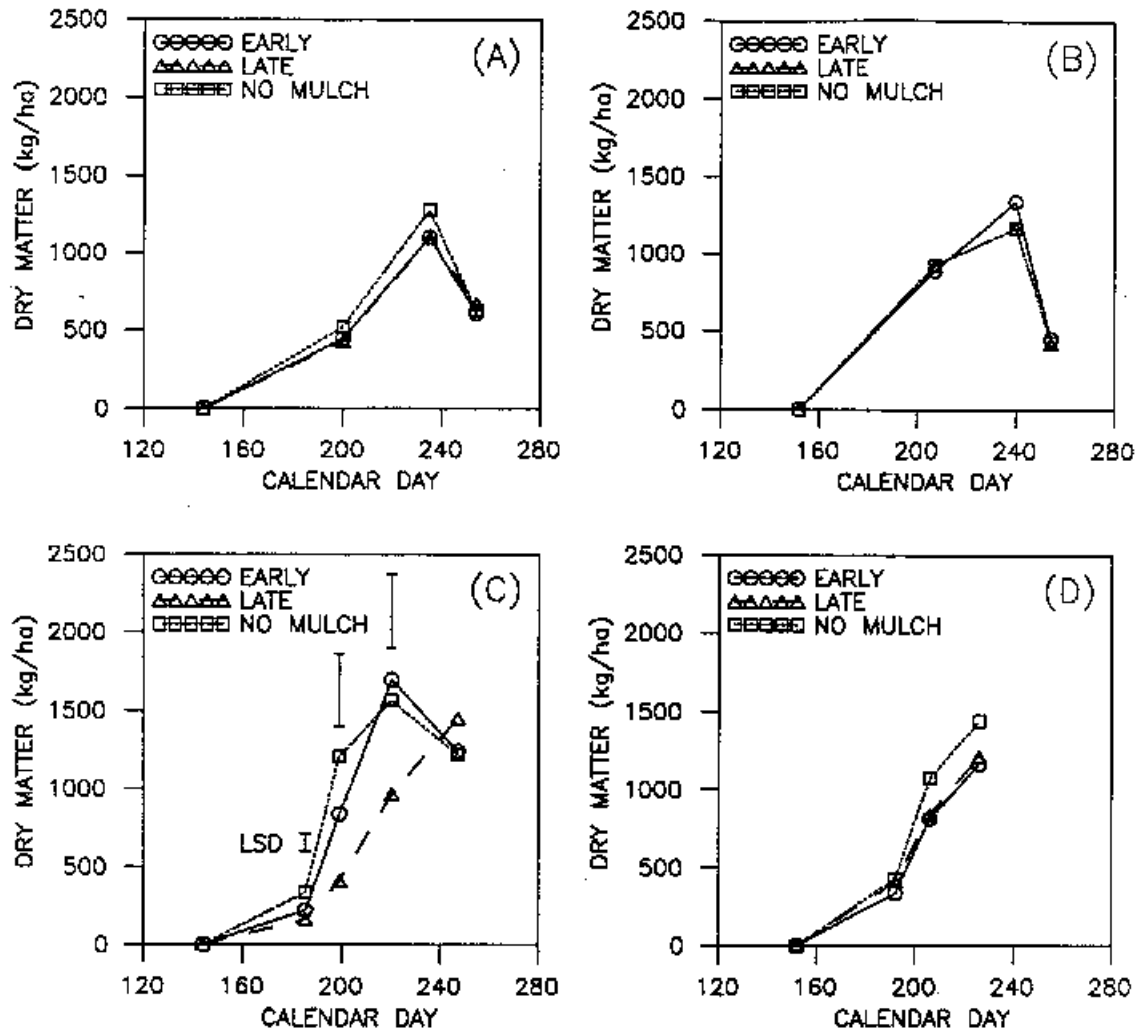 2500
2000
1500
1000
500
0
DRY MATTER (kg/ha)
EARLY
LATE
NO MULCH
(A)
120 160 200 240 280
CALENDAR DAY
2500
2000
1500
1000
500
0
DRY MATTER (kg/ha)
EARLY
LATE
NO MULCH
(B)
120 160 200 240 280
CALENDAR DAY
2500
2000
1500
1000
500
0
DRY MATTER (kg/ha)
EARLY
LATE
NO MULCH
(C)
LSD
120 160 200 240 280
CALENDAR DAY
2500
2000
1500
1000
500
0
DRY MATTER (kg/ha)
EARLY
LATE
NO MULCH
(D)
120 160 200 240 280
CALENDAR DAY